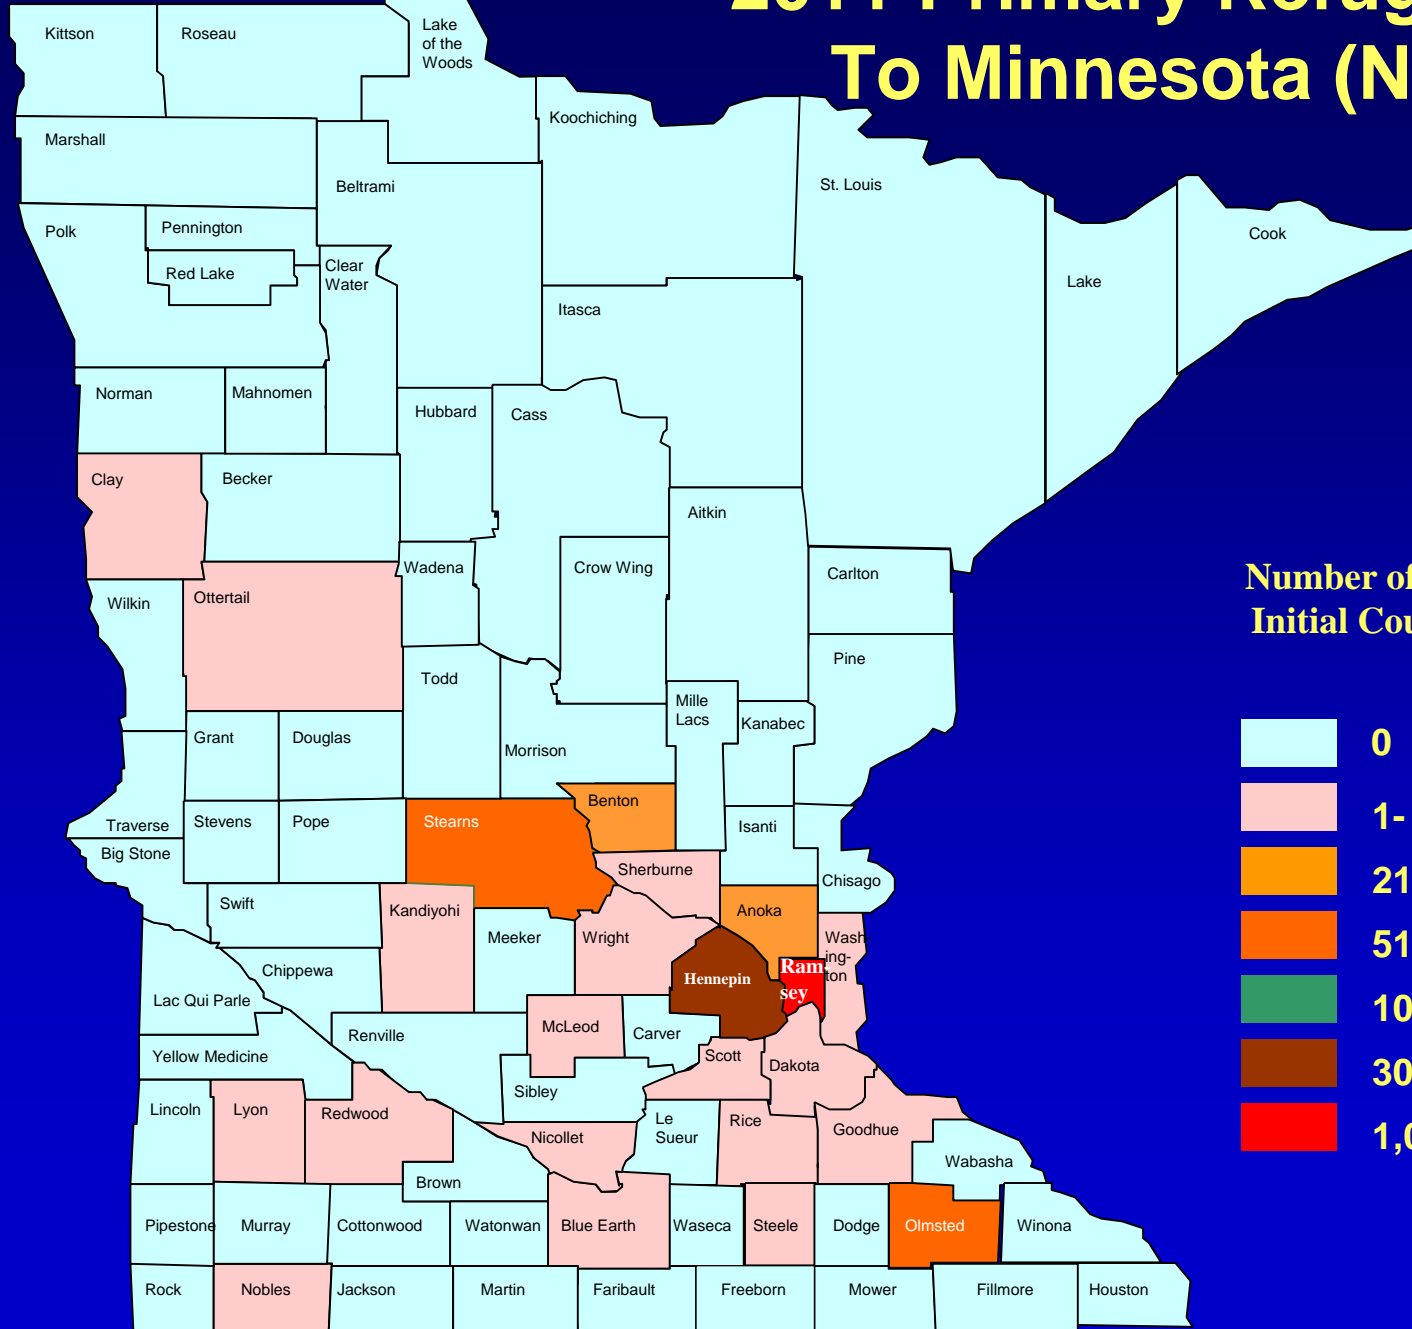 To Minnesota (N
Kittson
Roseau
Lake
of the
Woods
Koochiching
Marshall
Beltrami
St. Louis
Polk
Pennington
Cook
Red Lake
Clear
Water
Lake
Itasca
Norman
Mahnomen
Hubbard
Cass
Clay
Becker
Aitkin
Wadena
Crow Wing
Carlton
Wilkin
Ottertail
Pine
Todd
Mille
Lacs
Kanabec
Grant
Douglas
Morrison
Benton
Traverse
Stevens
Pope
Stearns
Isanti
Big Stone
Sherburne
Chisago
Swift
Kandiyohi
Anoka
Meeker
Wright
Wash-
ing-
ton
Chippewa
Hennepin
Ram
sey
Lac Qui Parle
McLeod
Carver
Renville
Yellow Medicine
Scott
Dakota
Sibley
Lincoln
Lyon
Redwood
Le
Sueur
Rice
Goodhue
Nicollet
Wabasha
Brown
Pipestone
Murray
Cottonwood
Watonwan
Blue Earth
Waseca
Steele
Dodge
Olmsted
Winona
Rock
Nobles
Jackson
Martin
Faribault
Freeborn
Mower
Fillmore
Houston
Number of
Initial Cou
0
1-
21
51
10
30
1,0